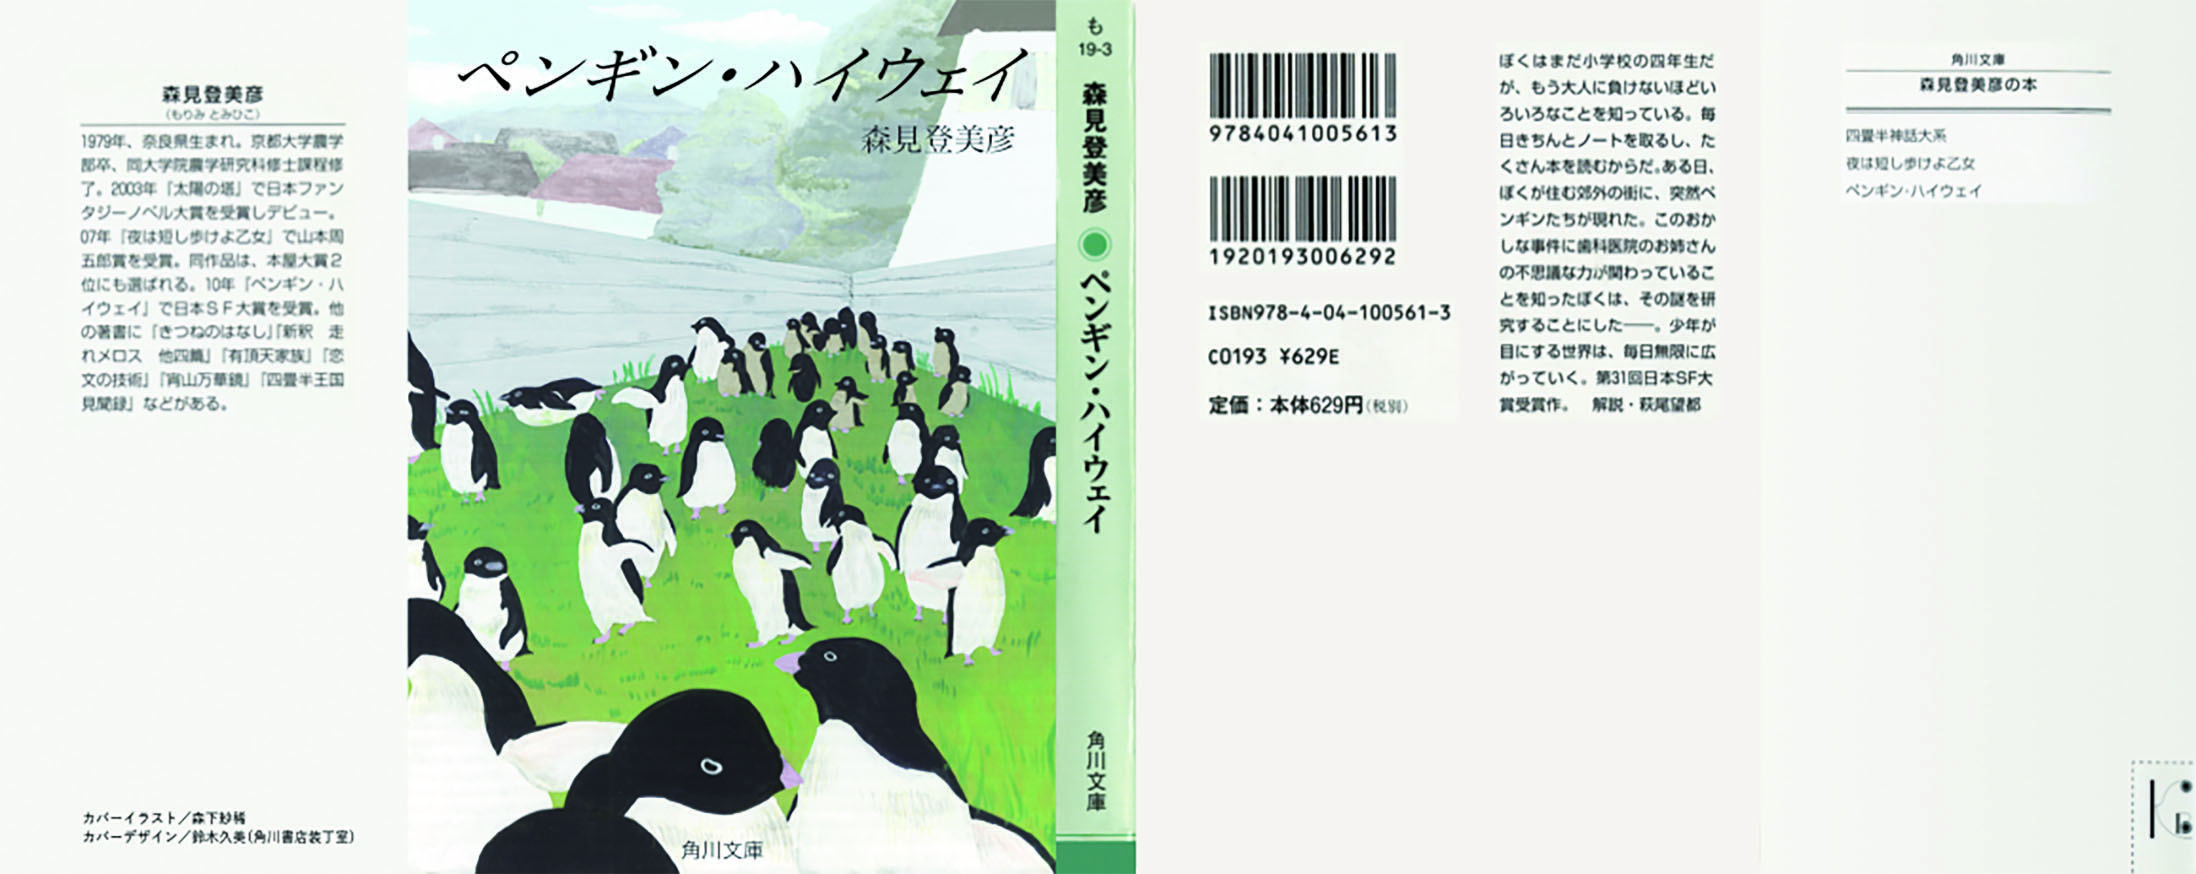 森見登美彦
(もりみ とみひこ)
1979年、奈良県生まれ。京都大学農学
部卒、同大学院農学研究科修士課程修
了。2003年『太陽の塔』で日本ファン
タジーノベル大賞を受賞しデビュー。
07年『夜は短し歩けよ乙女』で山本周
五郎賞を受賞。同作品は、本屋大賞2
位にも選ばれる。10年『ペンギン・ハ
イウェイ』で日本SF大賞を受賞。他
の著書に『きつねのはなし』『新釈　走
れメロス　他四篇』『有頂天家族』『恋
文の技術』『宵山万華鏡』『四畳半王国
見聞録』などがある。
カバーイラスト/森下紗稀
カバーデザイン/鈴木久美(角川書店装丁室)
ペンギン・ハイウェイ
森見登美彦
角川文庫
も
19-3
森見登美彦
ペンギン・ハイウェイ
角川文庫
9784041005613
1920193006292
ISBN978-4-04-100561-3
C0193 ¥629E
定価：本体629円(税別)
ぼくはまだ小学校の四年生だ
が、もう大人に負けないほどい
ろいろなことを知っている。毎
日きちんとノートを取るし、た
くさん本を読むからだ。ある日、
ぼくが住む郊外の街に、突然ペ
ンギンたちが現れた。このおか
しな事件に歯科医院のお姉さん
の不思議な力が関わっているこ
とを知ったぼくは、その謎を研
究することにした──。少年が
目にする世界は、毎日無限に広
がっていく。第31回日本SF大
賞受賞作。　解説・萩尾望都
角川文庫
森見登美彦の本
四畳半神話大系
夜は短し歩けよ乙女
ペンギン・ハイウェイ